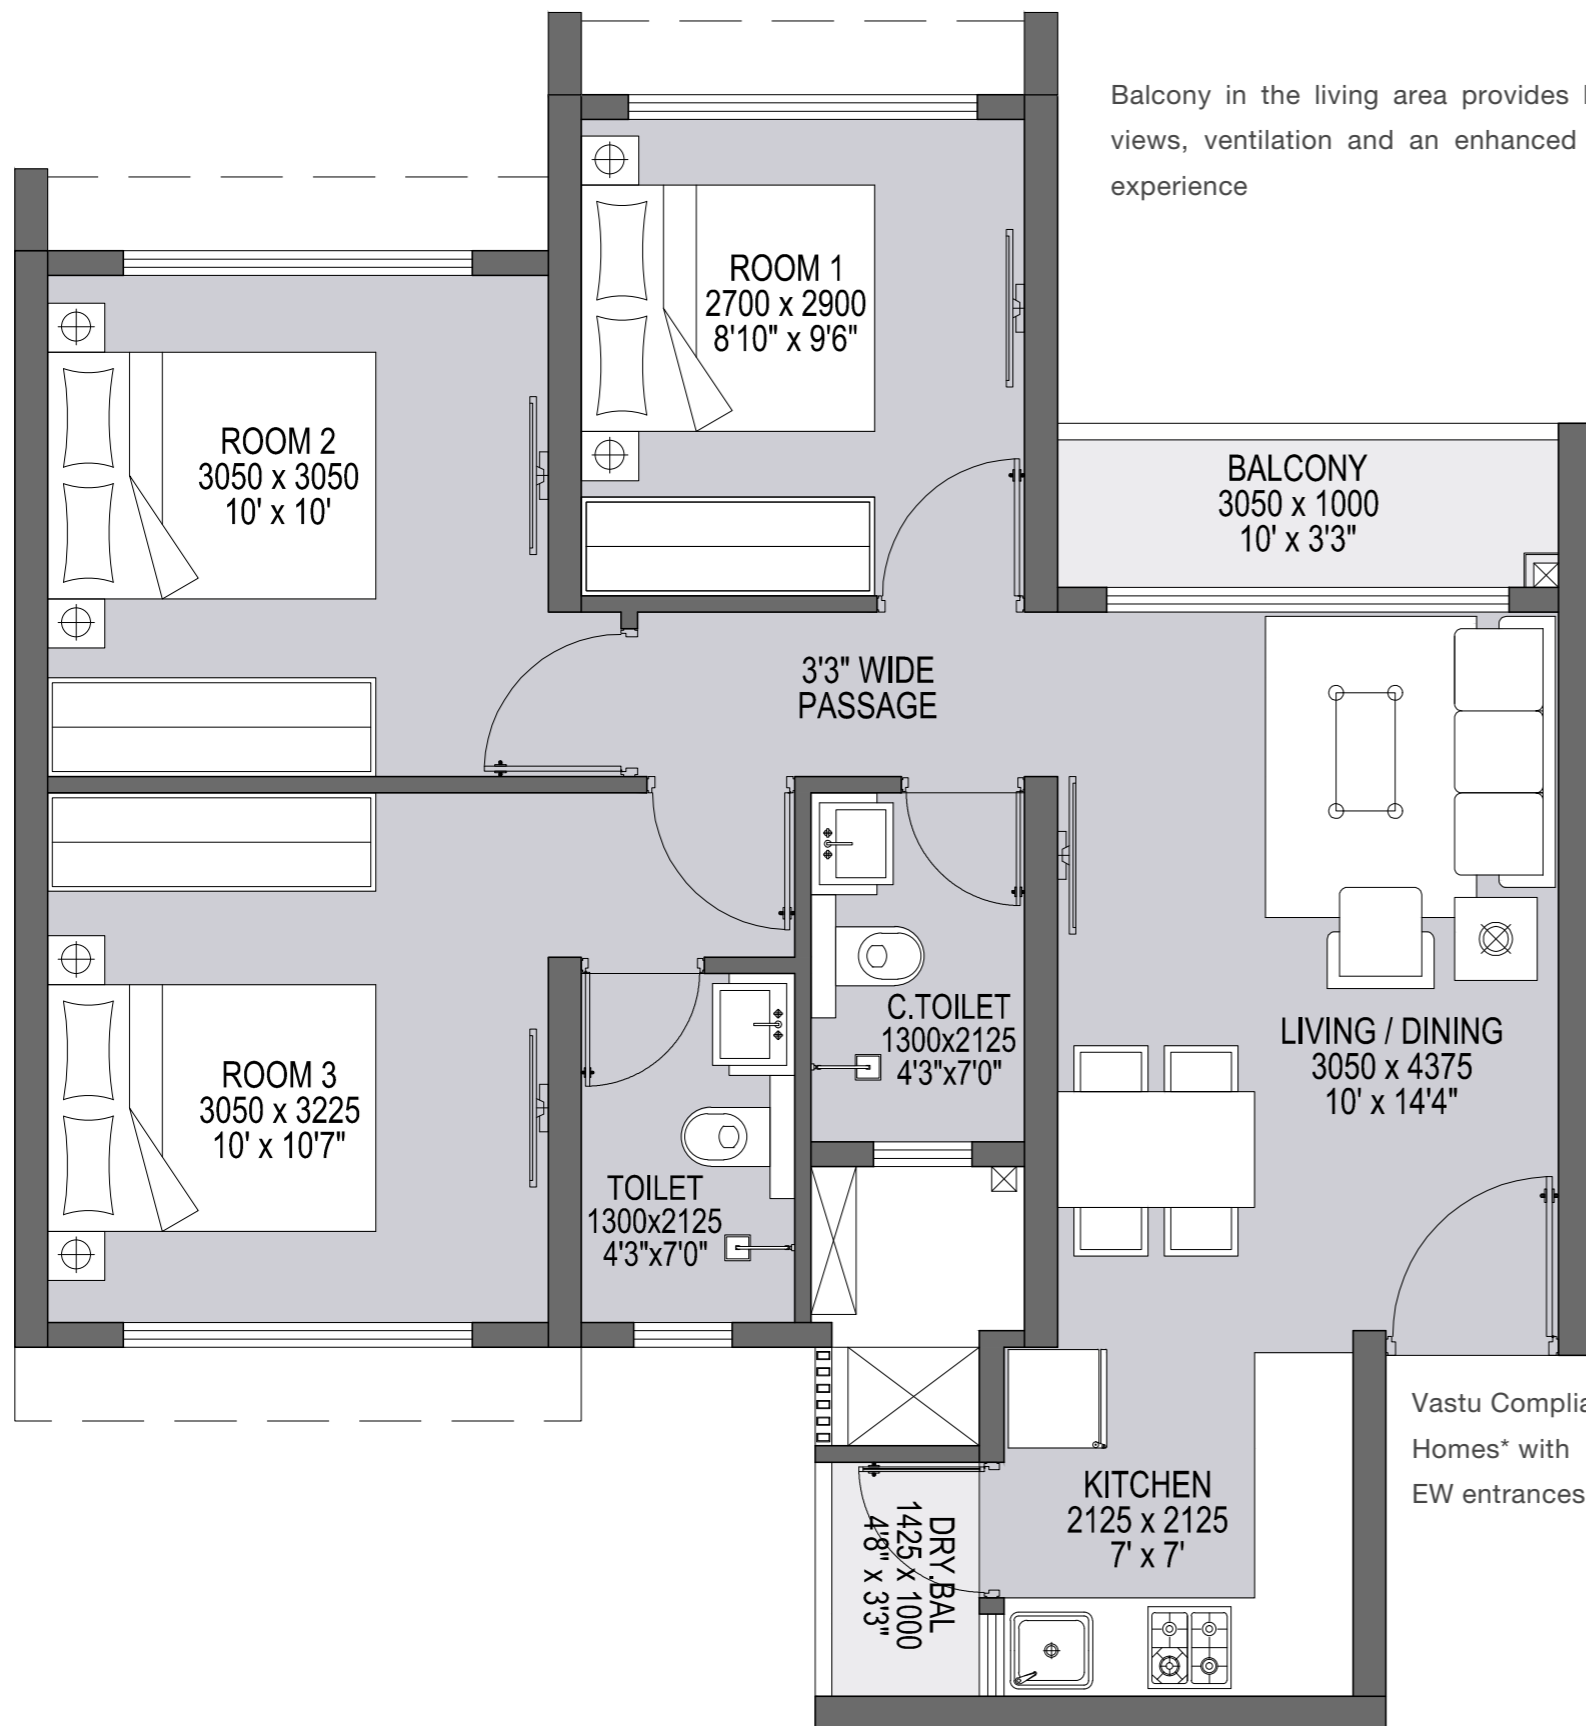 Balcony in the living area provides
views, ventilation and an enhanced
experience
ROOM 1
2700 x 2900
8'10" x 9'6"
ROOM 2
3050 x 3050
10' x 10'
BALCONY
3050 x 1000
10' x 3'3"
3'3" WIDE
PASSAGE
C.TOILET
1300x2125
4'3"x7'0"
LIVING / DINING
3050 x 4375
10' x 14'4"
ROOM 3
3050 x 3225
10' x 10'7"
TOILET
1300x2125
4'3"x7'0"
Vastu Complia
Homes* with
EW entrances
KITCHEN
2125 x 2125
7' x 7'
DRY.BAL
1425 x 1000
4'8" x 3'3"